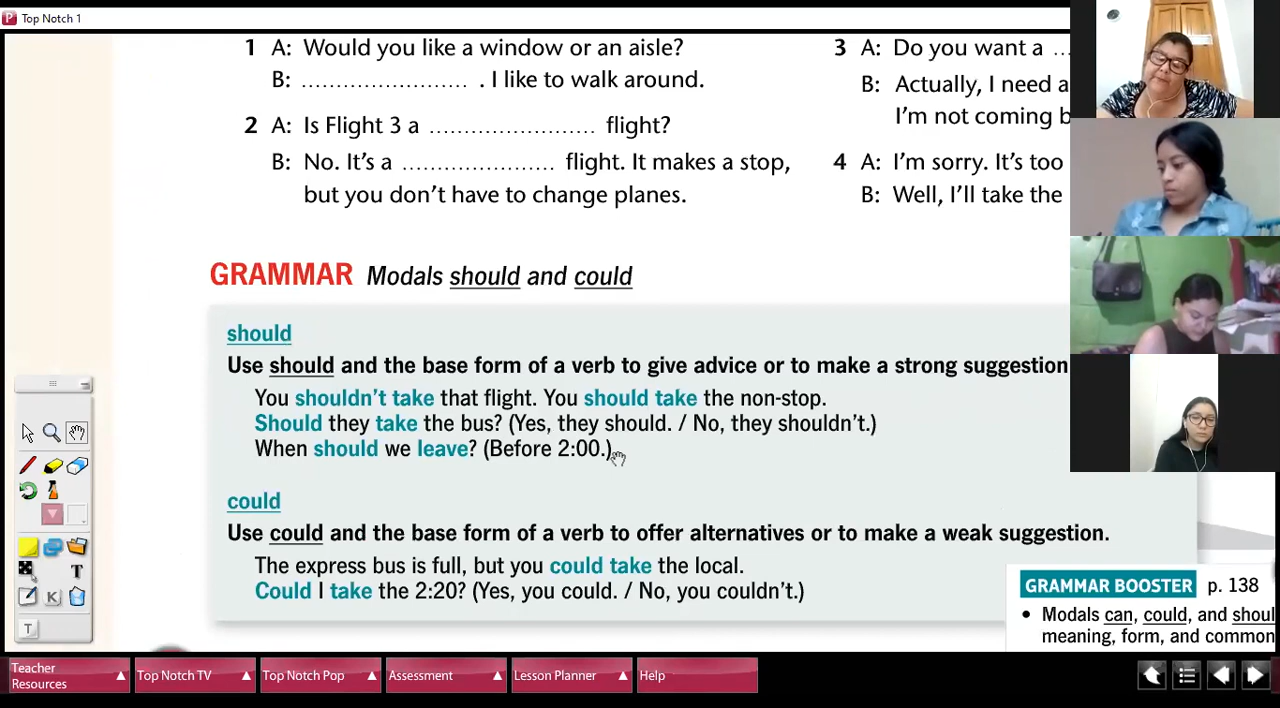 Top Notch 1
1 A: Would you like a window or an aisle?
B: ........................ . I like to walk around.
2 A: Is Flight 3 a ........................ flight?
B: No. It's a ...................... flight. It makes a stop,
but you don't have to change planes.
3 A: Do you want a ...
B: Actually, I need a
I'm not coming b
4 A: I'm sorry. It's too
B: Well, I'll take the
GRAMMAR Modals should and could
should
Use should and the base form of a verb to give advice or to make a strong suggestion
You shouldn't take that flight. You should take the non-stop.
Should they take the bus? (Yes, they should. / No, they shouldn't.)
When should we leave? (Before 2:00.)
could
Use could and the base form of a verb to offer alternatives or to make a weak suggestion.
The express bus is full, but you could take the local.
Could I take the 2:20? (Yes, you could. / No, you couldn't.)
GRAMMAR BOOSTER p. 138
• Modals can, could, and shoul
meaning, form, and common
T
K
T
Teacher
Resources
Top Notch TV
Top Notch Pop
Assessment
Lesson Planner
Help